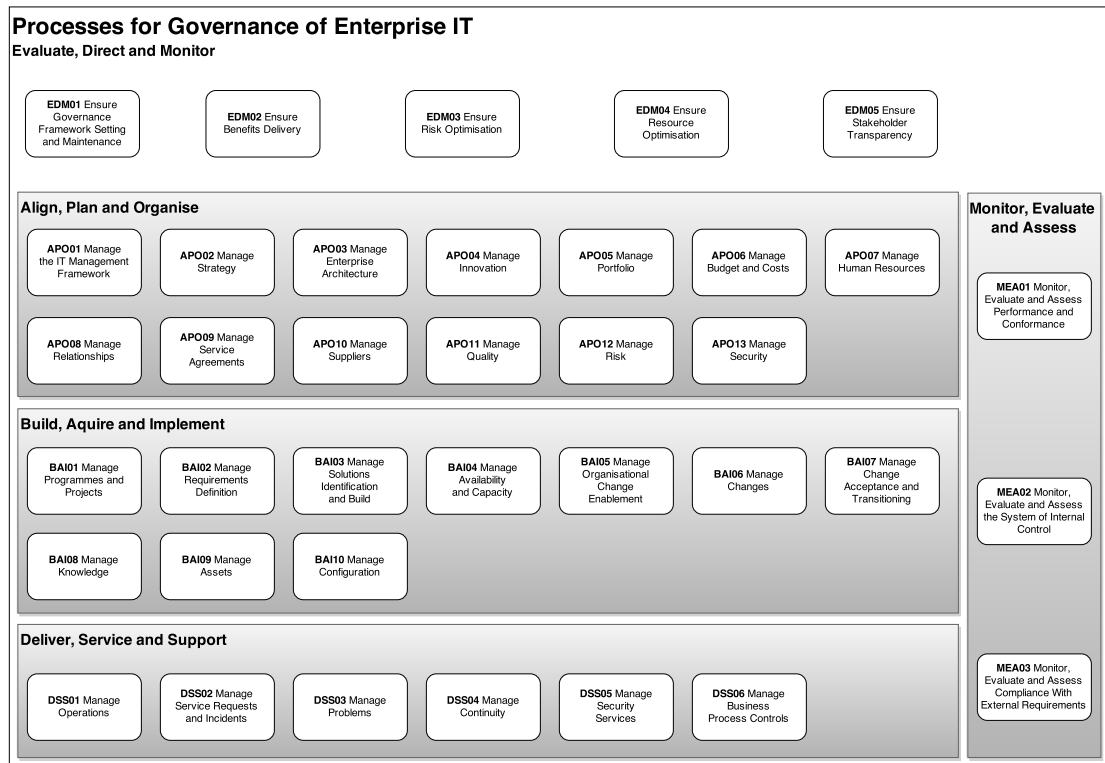 Processes for Governance of Enterprise IT
Evaluate, Direct and Monitor
EDM01 Ensure
Governance
Framework Setting
and Maintenance
EDM02 Ensure
Benefits Delivery
EDM03 Ensure
Risk Optimisation
EDM04 Ensure
Resource
Optimisation
EDM05 Ensure
Stakeholder
Transparency
Align, Plan and Organise
APO01 Manage
the IT Management
Framework
APO02 Manage
Strategy
APO03 Manage
Enterprise
Architecture
APO04 Manage
Innovation
APO05 Manage
Portfolio
APO06 Manage
Budget and Costs
APO07 Manage
Human Resources
APO08 Manage
Relationships
APO09 Manage
Service
Agreements
APO10 Manage
Suppliers
APO11 Manage
Quality
APO12 Manage
Risk
APO13 Manage
Security
Build, Aquire and Implement
BAI01 Manage
Programmes and
Projects
BAI02 Manage
Requirements
Definition
BAI03 Manage
Solutions
Identification
and Build
BAI04 Manage
Availability
and Capacity
BAI05 Manage
Organisational
Change
Enablement
BAI06 Manage
Changes
BAI07 Manage
Change
Acceptance and
Transitioning
BAI08 Manage
Knowledge
BAI09 Manage
Assets
BAI10 Manage
Configuration
Deliver, Service and Support
DSS01 Manage
Operations
DSS02 Manage
Service Requests
and Incidents
DSS03 Manage
Problems
DSS04 Manage
Continuity
DSS05 Manage
Security
Services
DSS06 Manage
Business
Process Controls
Monitor, Evaluate
and Assess
MEA01 Monitor,
Evaluate and Assess
Performance and
Conformance
MEA02 Monitor,
Evaluate and Assess
the System of Internal
Control
MEA03 Monitor,
Evaluate and Assess
Compliance With
External Requirements